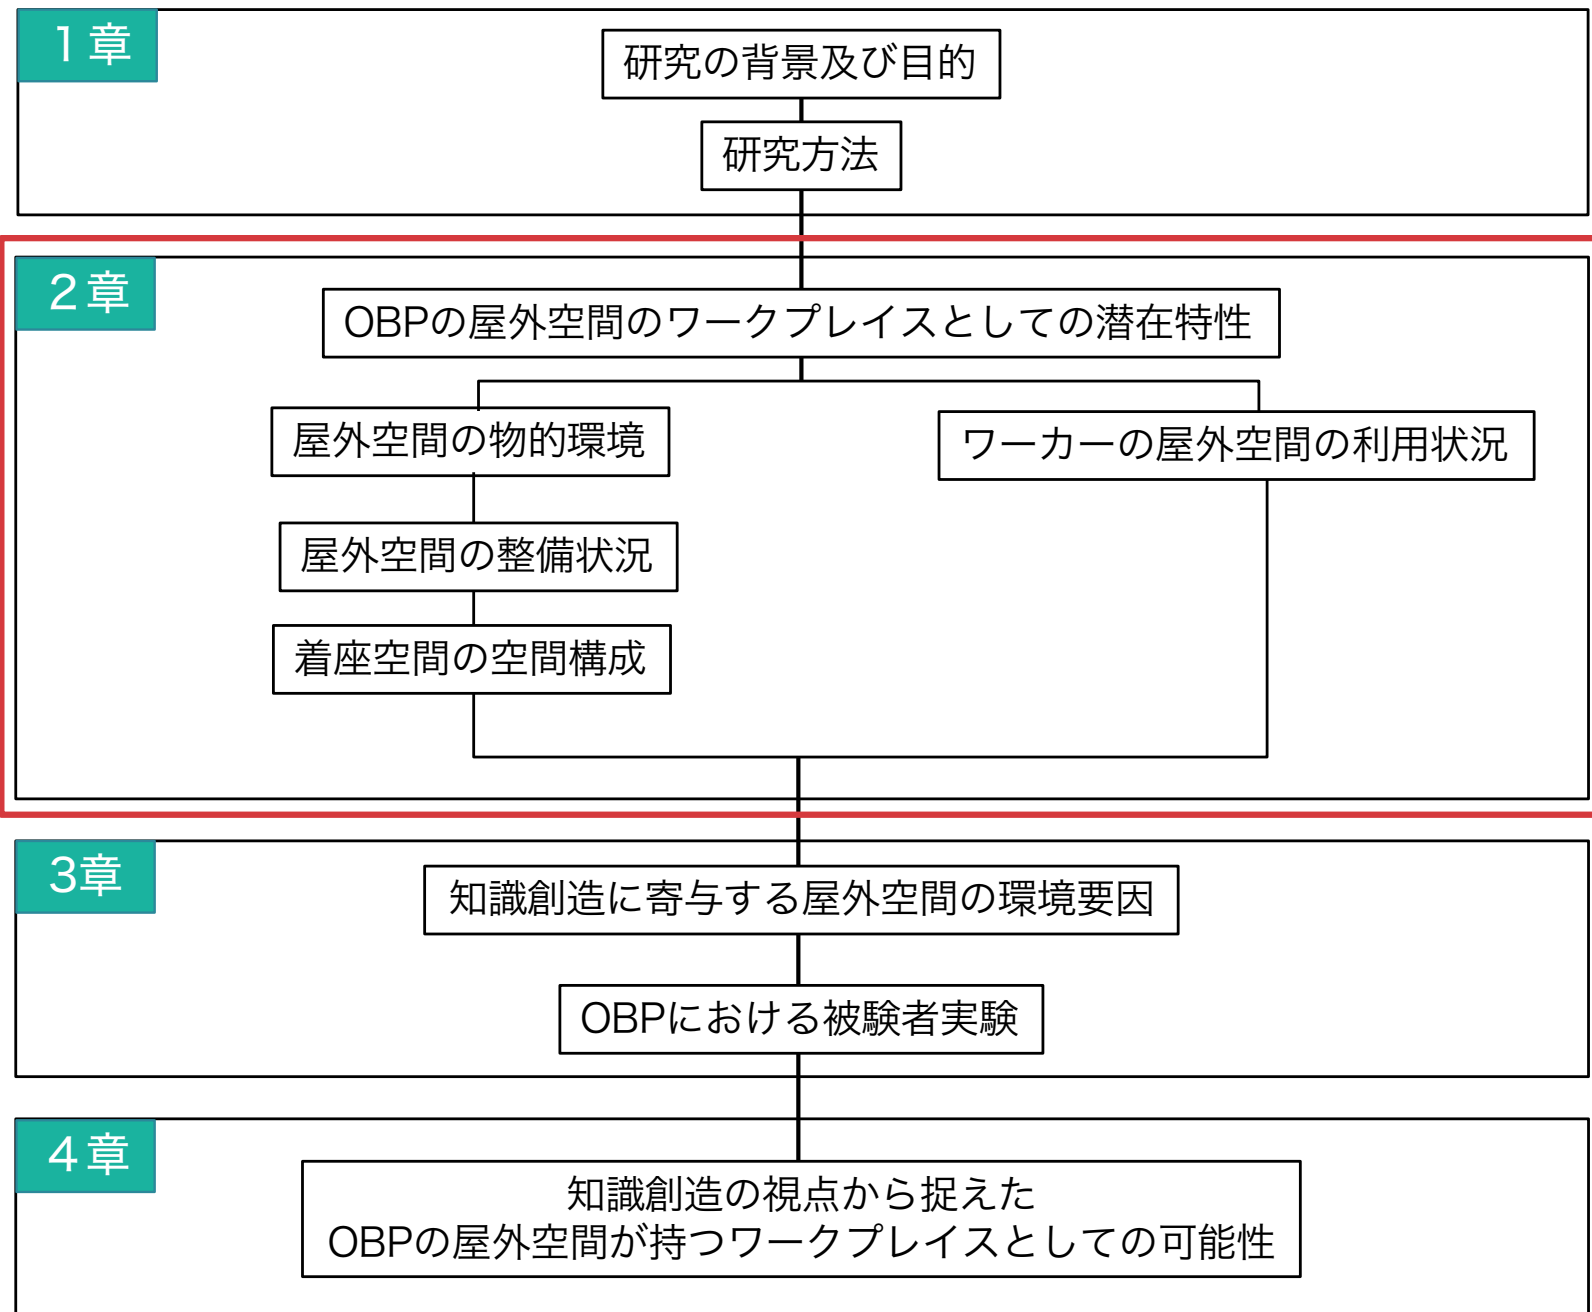 １章
研究の背景及び目的
研究方法
２章
OBPの屋外空間のワークプレイスとしての潜在特性
屋外空間の物的環境
ワーカーの屋外空間の利用状況
屋外空間の整備状況
着座空間の空間構成
3章
知識創造に寄与する屋外空間の環境要因
OBPにおける被験者実験
４章
知識創造の視点から捉えた
OBPの屋外空間が持つワークプレイスとしての可能性